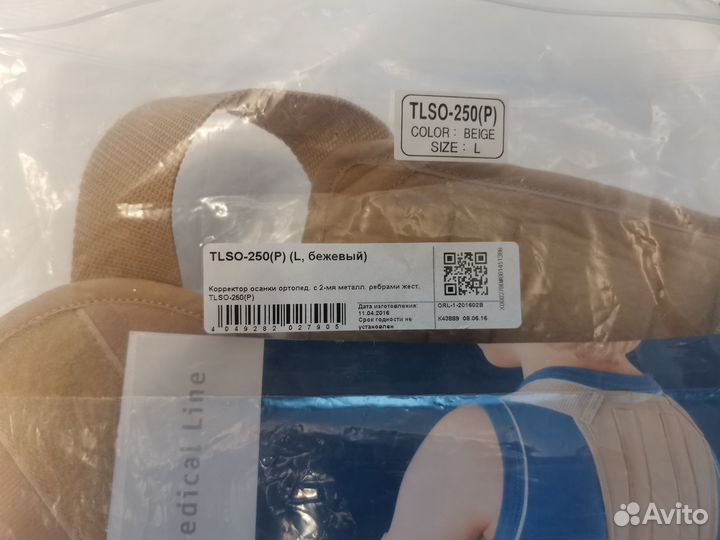 TLSO-250(P)
COLOR : BEIGE
SIZE : L
TLSO-250(P) (L, бежевый)
Корректор осанки ортопед. с 2-мя металл. ребрами жест.
TLSO-250(P)
4 049282 027905
Дата изготовления:
11.04.2016
Срок годности не
установлен
ORL-1-201602B
K43889 08.06.16
edical Line
Avito